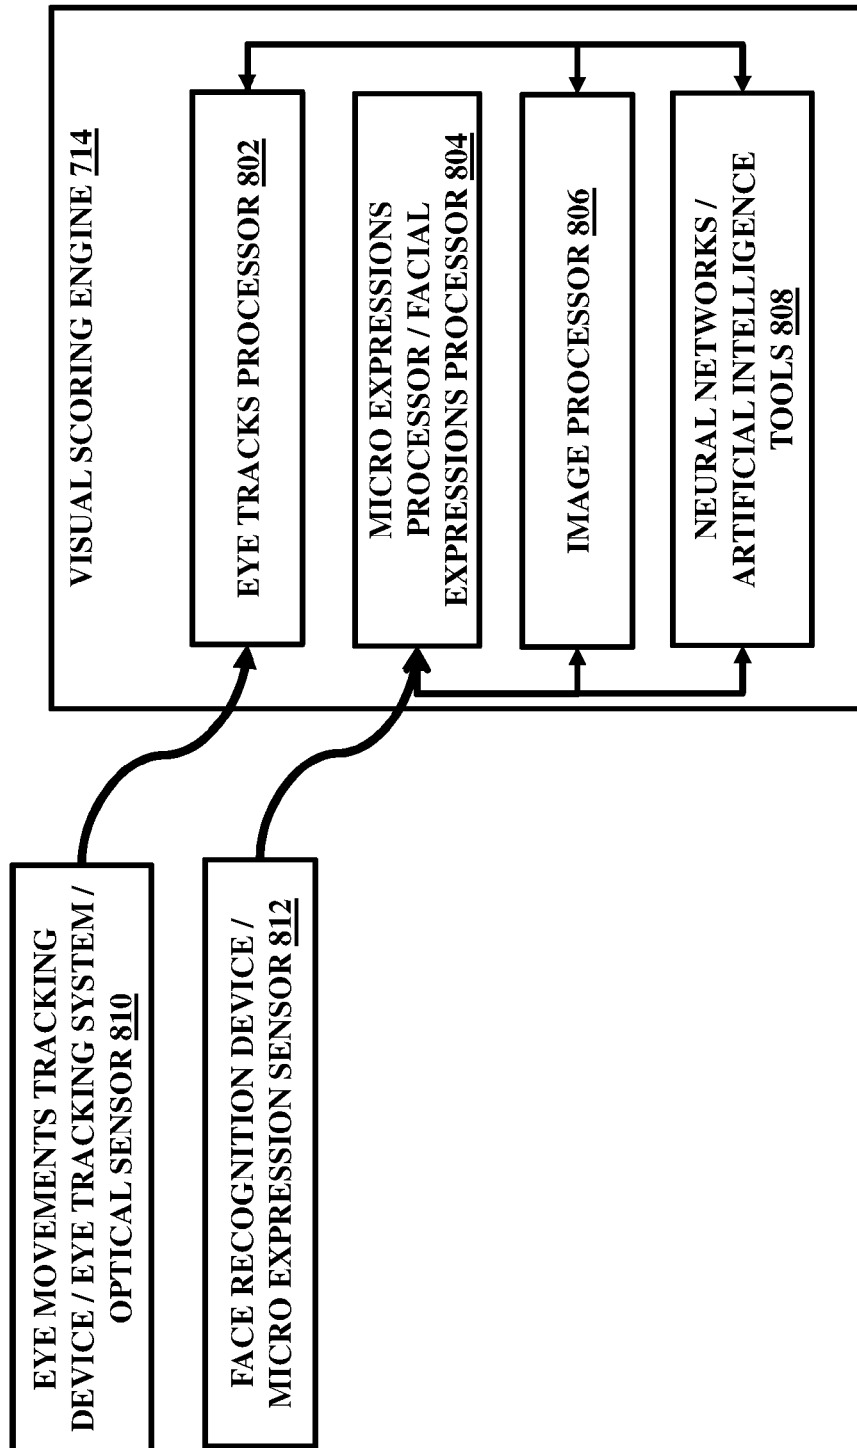 VISUAL SCORING ENGINE 714
EYE TRACKS PROCESSOR 802
MICRO EXPRESSIONS
PROCESSOR / FACIAL
EXPRESSIONS PROCESSOR 804
IMAGE PROCESSOR 806
NEURAL NETWORKS /
ARTIFICIAL INTELLIGENCE
TOOLS 808
EYE MOVEMENTS TRACKING
DEVICE / EYE TRACKING SYSTEM /
OPTICAL SENSOR 810
FACE RECOGNITION DEVICE /
MICRO EXPRESSION SENSOR 812